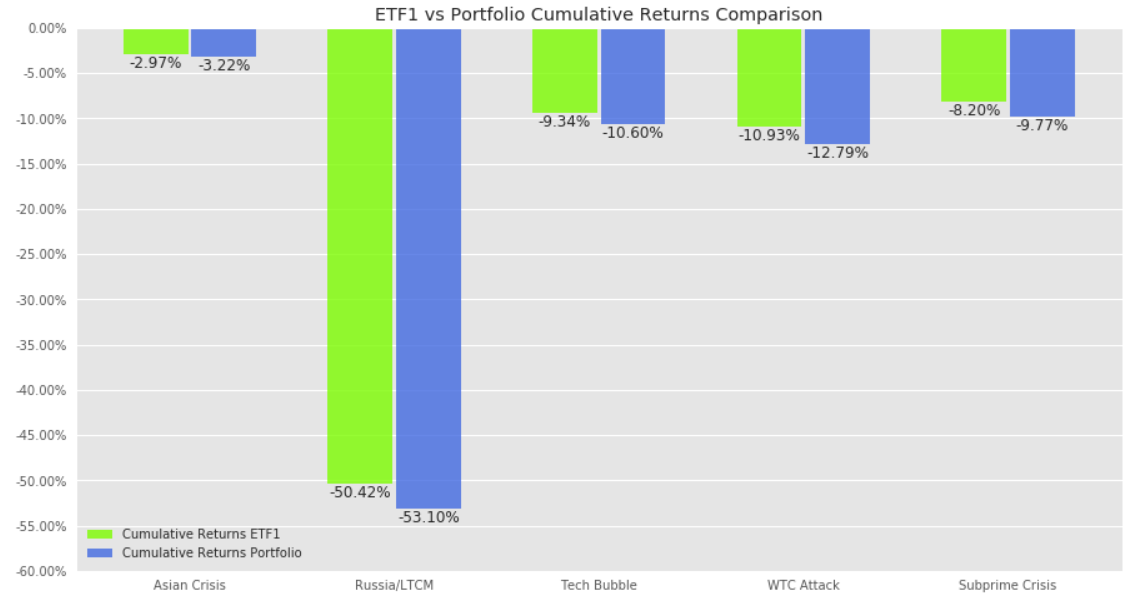 ETF1 vs Portfolio Cumulative Returns Comparison
0.00%
-5.00%
-10.00%
-15.00%
-20.00%
-25.00%
-30.00%
-35.00%
-40.00%
-45.00%
-50.00%
-55.00%
-60.00%
-2.97%
-3.22%
-50.42%
-53.10%
-9.34%
-10.60%
-10.93%
-12.79%
-8.20%
-9.77%
Cumulative Returns ETF1
Cumulative Returns Portfolio
Asian Crisis
Russia/LTCM
Tech Bubble
WTC Attack
Subprime Crisis